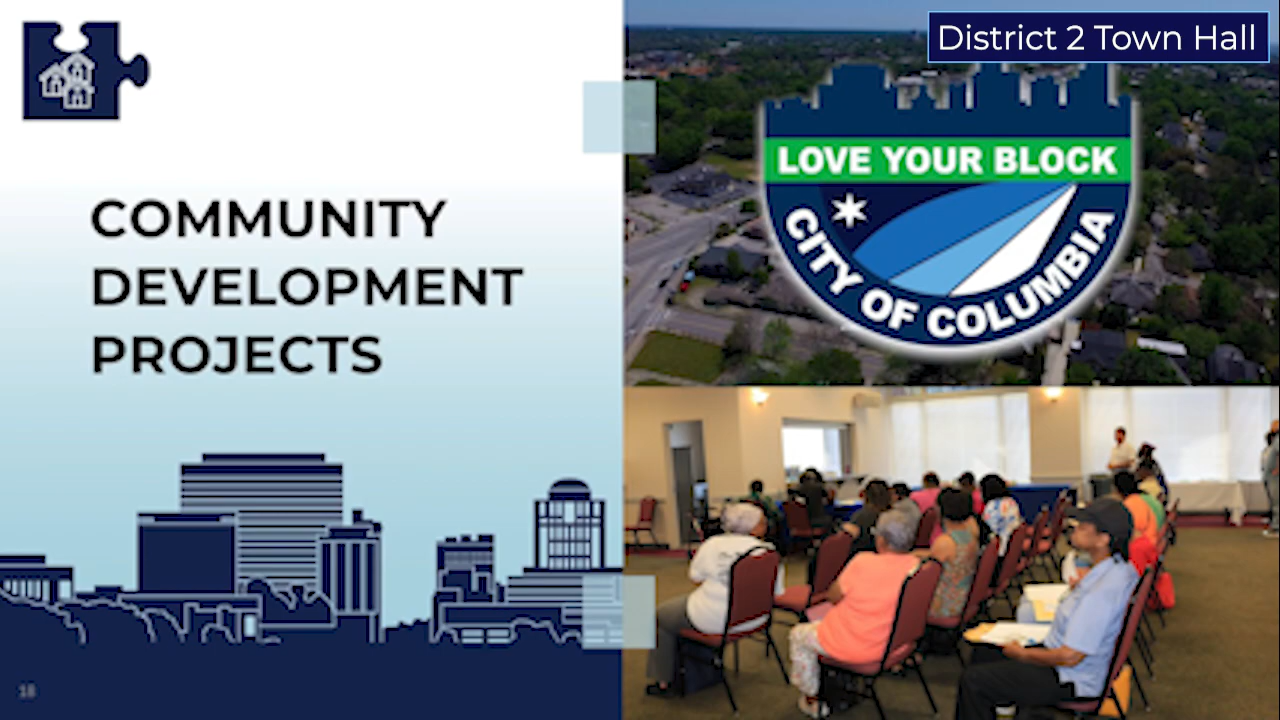 District 2 Town Hall
COMMUNITY
DEVELOPMENT
PROJECTS
LOVE YOUR BLOCK
CITY OF COLUMBIA
18